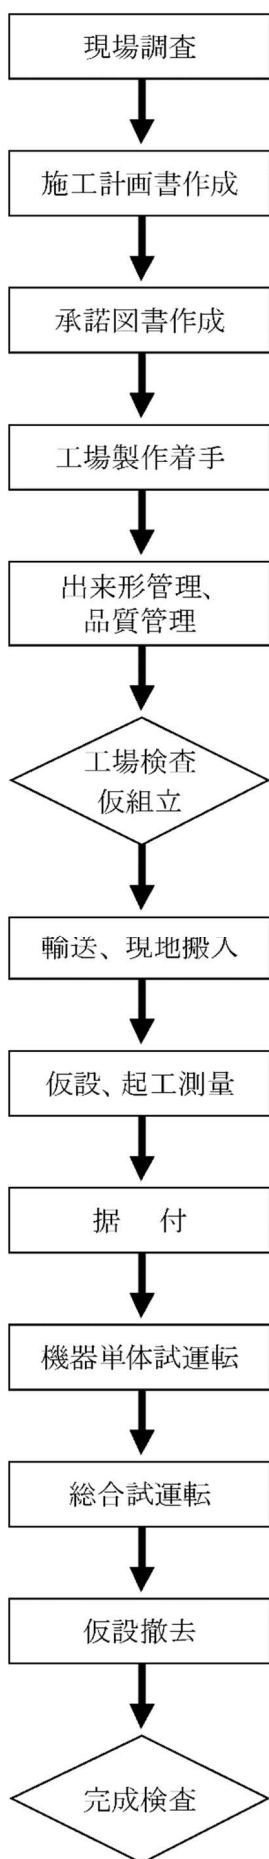 現場調査
施工計画書作成
承諾図書作成
工場製作着手
出来形管理、
品質管理
工場検査
仮組立
輸送、現地搬入
仮設、起工測量
据　付
機器単体試運転
総合試運転
仮設撤去
完成検査